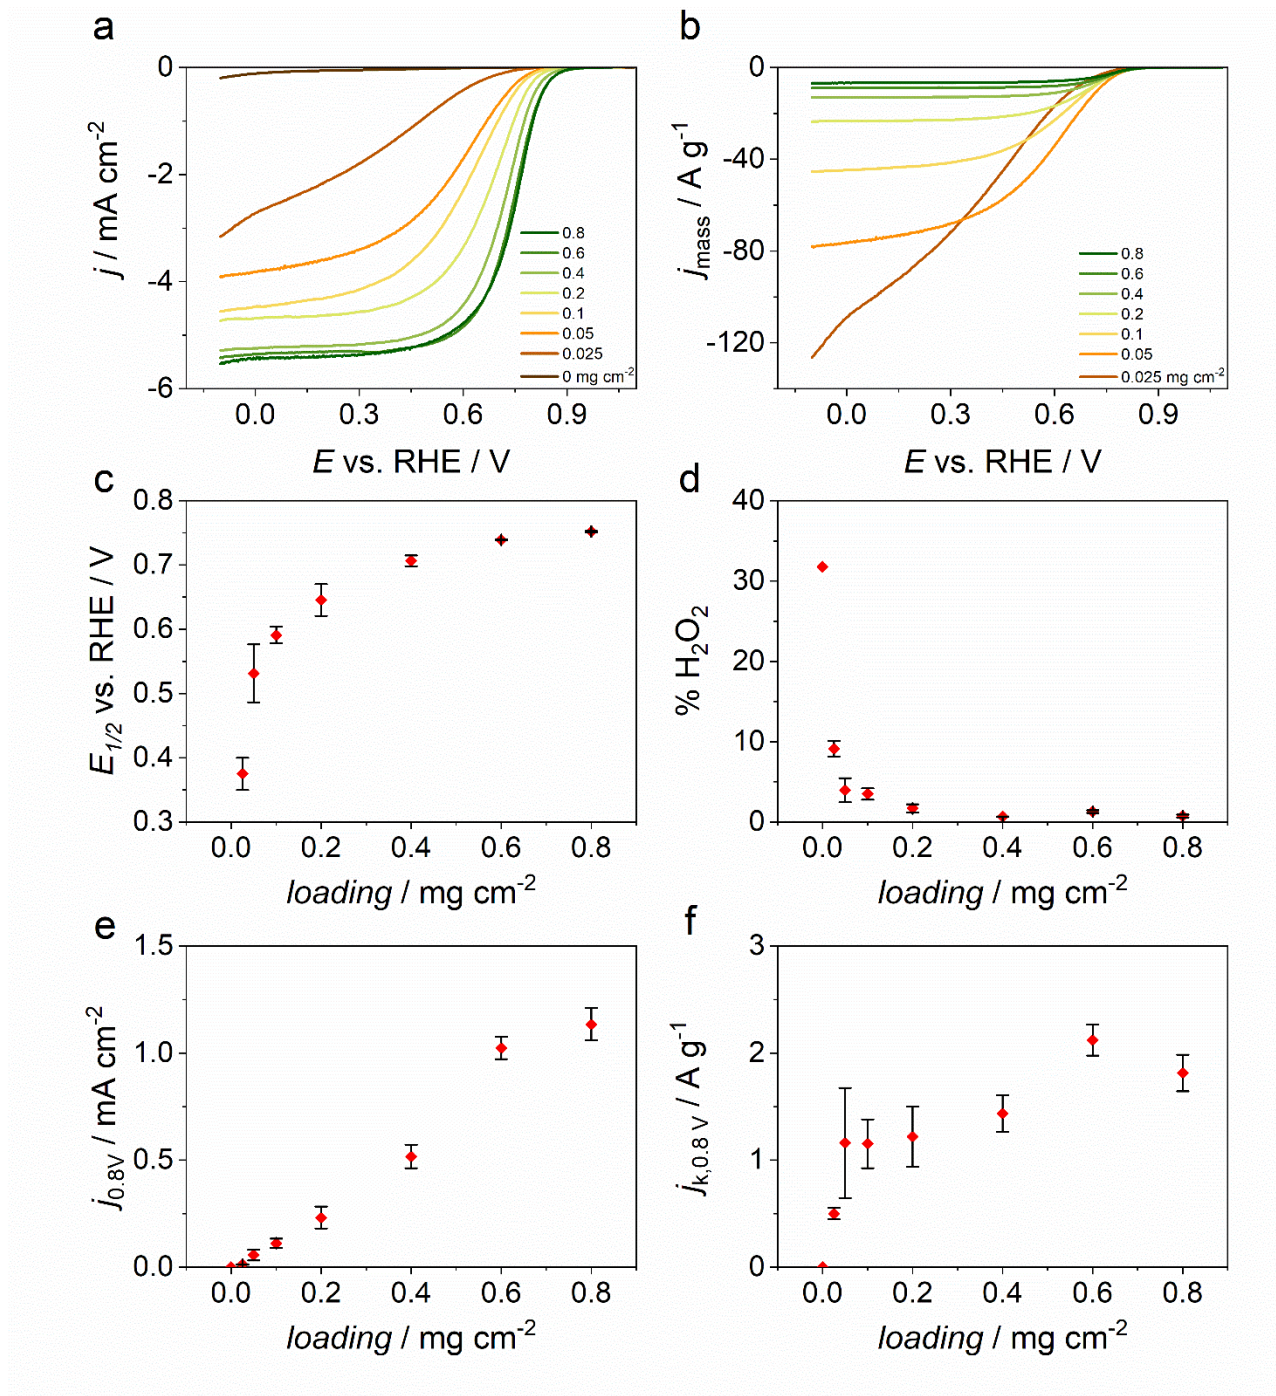 a
0
-2
-4
-6
j / mA cm-2
0.8
0.6
0.4
0.2
0.1
0.05
0.025
0 mg cm-2
0.0 0.3 0.6 0.9
E vs. RHE / V
b
0
-40
-80
-120
jmass / A g-1
0.8
0.6
0.4
0.2
0.1
0.05
0.025 mg cm-2
0.0 0.3 0.6 0.9
E vs. RHE / V
c
0.8
0.7
0.6
0.5
0.4
0.3
E1/2 vs. RHE / V
0.0 0.2 0.4 0.6 0.8
loading / mg cm-2
d
40
30
20
10
0
% H2O2
0.0 0.2 0.4 0.6 0.8
loading / mg cm-2
e
1.5
1.0
0.5
0.0
j0.8V / mA cm-2
0.0 0.2 0.4 0.6 0.8
loading / mg cm-2
f
3
2
1
0
jk,0.8 V / A g-1
0.0 0.2 0.4 0.6 0.8
loading / mg cm-2